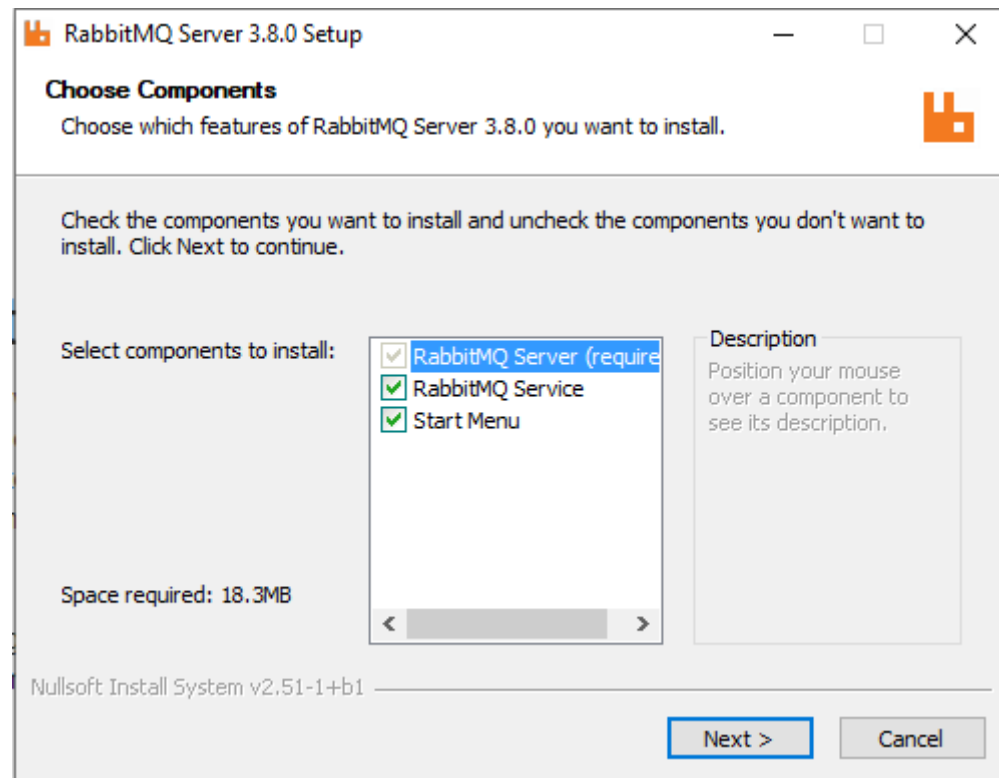 RabbitMQ Server 3.8.0 Setup
Choose Components
Choose which features of RabbitMQ Server 3.8.0 you want to install.
Check the components you want to install and uncheck the components you don't want to
install. Click Next to continue.
Select components to install:
RabbitMQ Server (require
RabbitMQ Service
Start Menu
Description
Position your mouse
over a component to
see its description.
Space required: 18.3MB
Nullsoft Install System v2.51-1+b1
Next >
Cancel